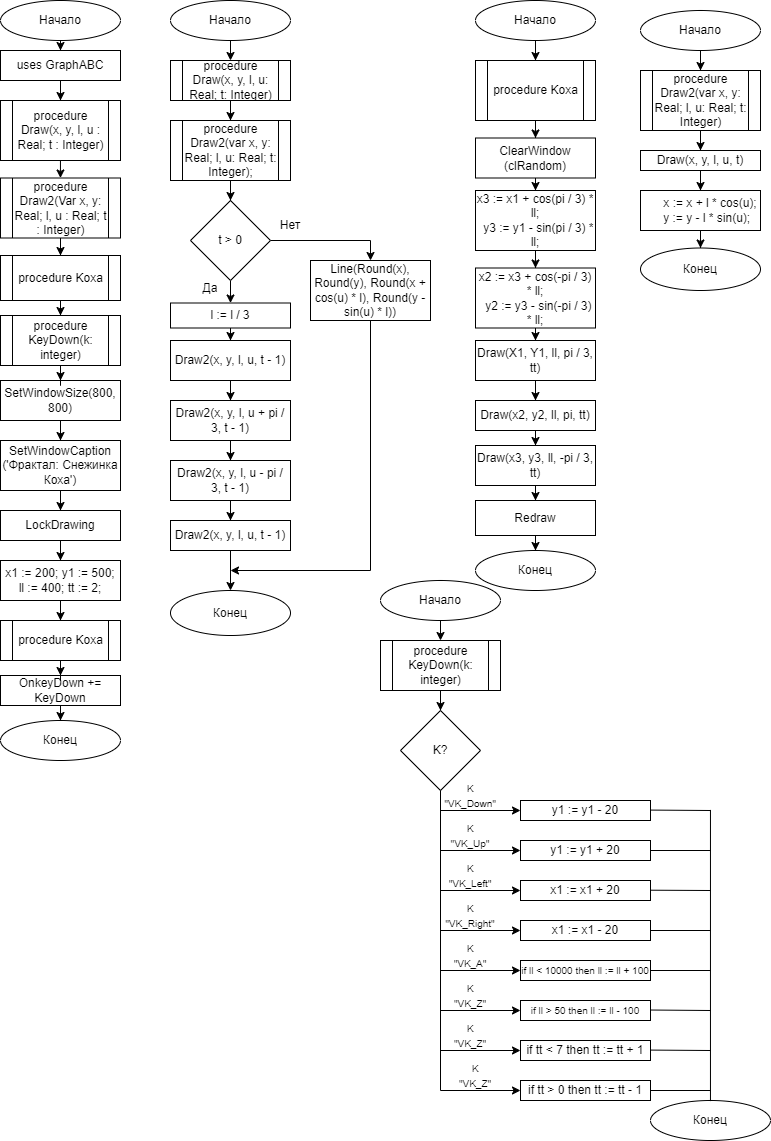 Начало
uses GraphABC
procedure
Draw(x, y, l, u :
Real; t : Integer)
procedure
Draw2(Var x, y:
Real; l, u : Real; t
: Integer)
procedure Коха
procedure
KeyDown(k:
integer)
SetWindowSize(800,
800)
SetWindowCaption
('Фрактал: Снежинка
Коха')
LockDrawing
x1 := 200; y1 := 500;
ll := 400; tt := 2;
procedure Коха
OnkeyDown +=
KeyDown
Конец
Начало
procedure
Draw(x, y, l, u:
Real; t: Integer)
procedure
Draw2(var x, y:
Real; l, u: Real; t:
Integer);
t > 0
Нет
Да
Line(Round(x),
Round(y), Round(x +
cos(u) * l), Round(y -
sin(u) * l))
l := l / 3
Draw2(x, y, l, u, t - 1)
Draw2(x, y, l, u + pi /
3, t - 1)
Draw2(x, y, l, u - pi /
3, t - 1)
Draw2(x, y, l, u, t - 1)
Конец
Начало
procedure Коха
ClearWindow
(clRandom)
x3 := x1 + cos(pi / 3) *
ll;
y3 := y1 - sin(pi / 3) *
ll;
x2 := x3 + cos(-pi / 3)
* ll;
y2 := y3 - sin(-pi / 3)
* ll;
Draw(X1, Y1, ll, pi / 3,
tt)
Draw(x2, y2, ll, pi, tt)
Draw(x3, y3, ll, -pi / 3,
tt)
Redraw
Конец
Начало
procedure
Draw2(var x, y:
Real; l, u: Real; t:
Integer)
Draw(x, y, l, u, t)
x := x + l * cos(u);
y := y - l * sin(u);
Конец
Начало
procedure
KeyDown(k:
integer)
K?
K
"VK_Down"
y1 := y1 - 20
K
"VK_Up"
y1 := y1 + 20
K
"VK_Left"
x1 := x1 + 20
K
"VK_Right"
x1 := x1 - 20
K
"VK_A"
if ll < 10000 then ll := ll + 100
K
"VK_Z"
if ll > 50 then ll := ll - 100
K
"VK_Z"
if tt < 7 then tt := tt + 1
K
"VK_Z"
if tt > 0 then tt := tt - 1
Конец